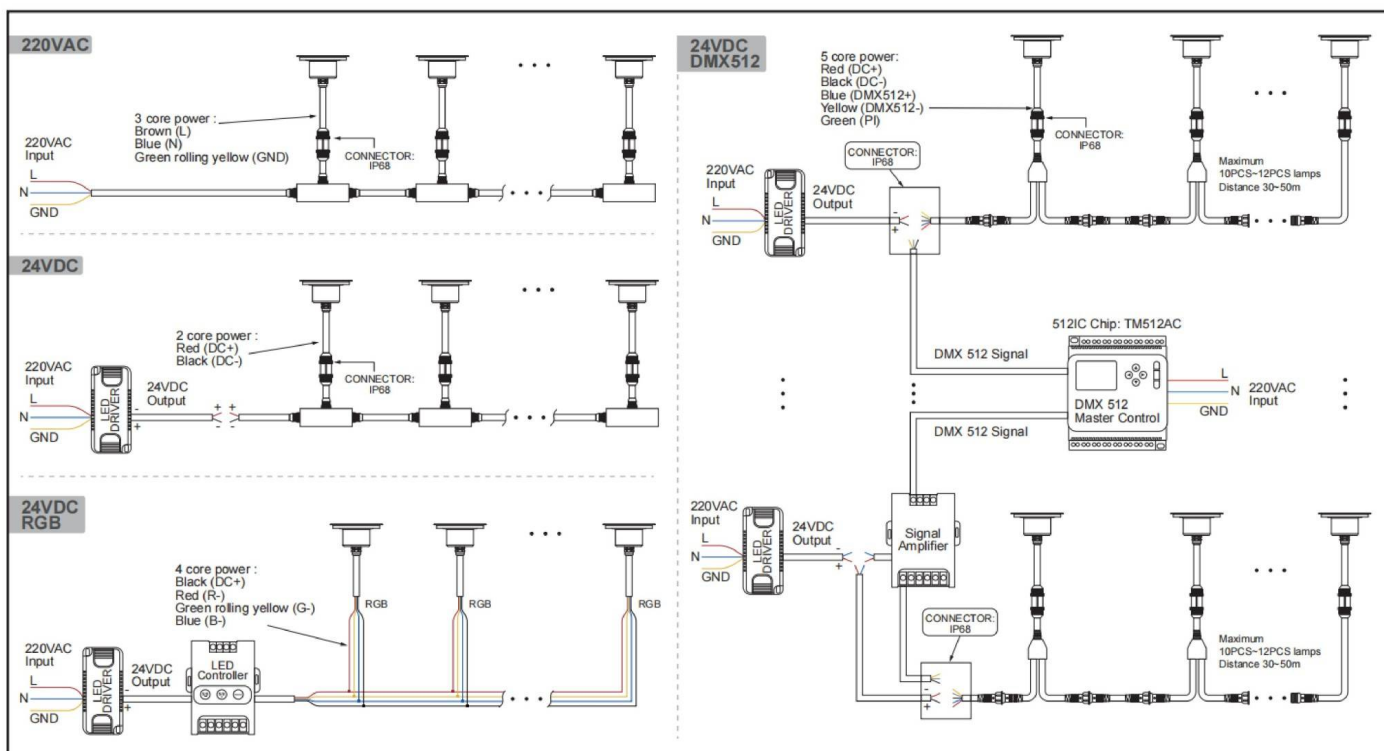 220VAC
3 core power :
Brown (L)
Blue (N)
Green rolling yellow (GND)
CONNECTOR:
IP68
220VAC
Input
L
N
GND
24VDC
2 core power :
Red (DC+)
Black (DC-)
CONNECTOR:
IP68
220VAC
Input
L
N
GND
LED
DRIVER
24VDC
Output
-
+
+ +
- -
24VDC
RGB
4 core power :
Black (DC+)
Red (R-)
Green rolling yellow (G-)
Blue (B-)
RGB
RGB
RGB
220VAC
Input
L
N
GND
LED
DRIVER
24VDC
Output
-
+
LED
Controller
24VDC
DMX512
5 core power:
Red (DC+)
Black (DC-)
Blue (DMX512+)
Yellow (DMX512-)
Green (PI)
CONNECTOR:
IP68
CONNECTOR:
IP68
Maximum
10PCS~12PCS lamps
Distance 30~50m
220VAC
Input
L
N
GND
LED
DRIVER
24VDC
Output
-
+
512IC Chip: TM512AC
DMX 512 Signal
DMX 512
Master Control
L
N
GND
220VAC
Input
DMX 512 Signal
220VAC
Input
L
N
GND
LED
DRIVER
24VDC
Output
-
+
Signal
Amplifier
CONNECTOR:
IP68
-
+
Maximum
10PCS~12PCS lamps
Distance 30~50m